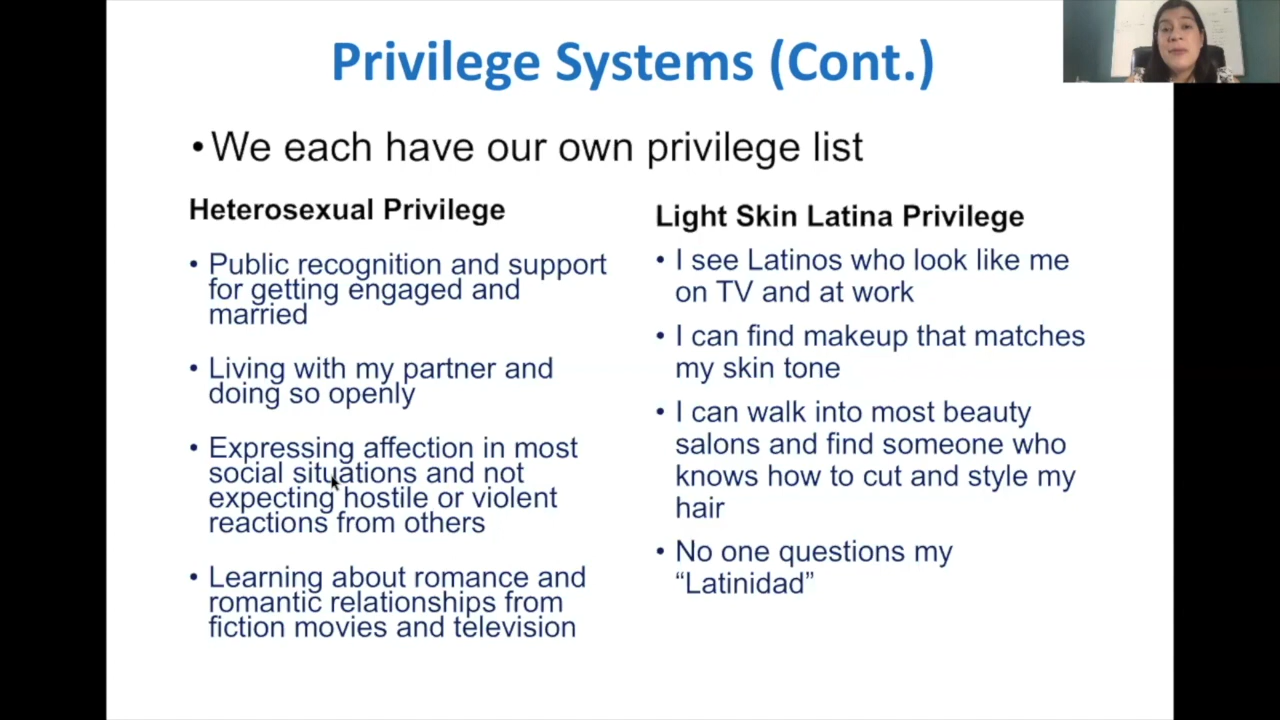 Privilege Systems (Cont.)
•We each have our own privilege list
Heterosexual Privilege
• Public recognition and support
for getting engaged and
married
• Living with my partner and
doing so openly
• Expressing affection in most
social situations and not
expecting hostile or violent
reactions from others
• Learning about romance and
romantic relationships from
fiction movies and television
Light Skin Latina Privilege
• I see Latinos who look like me
on TV and at work
• I can find makeup that matches
my skin tone
• I can walk into most beauty
salons and find someone who
knows how to cut and style my
hair
• No one questions my
“Latinidad”